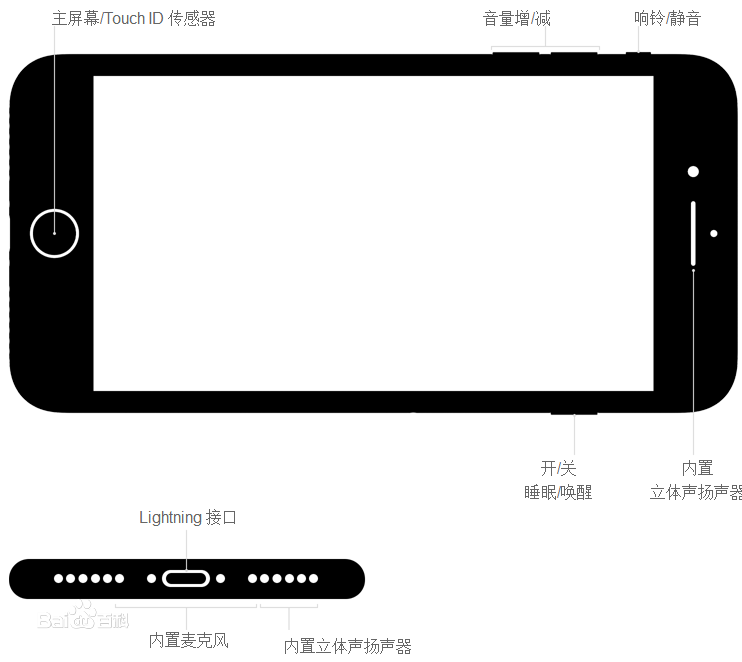 主屏幕/Touch ID 传感器
音量增/减
响铃/静音
开/关
睡眠/唤醒
内置
立体声扬声器
Lightning 接口
内置麦克风
内置立体声扬声器
Baidu百科